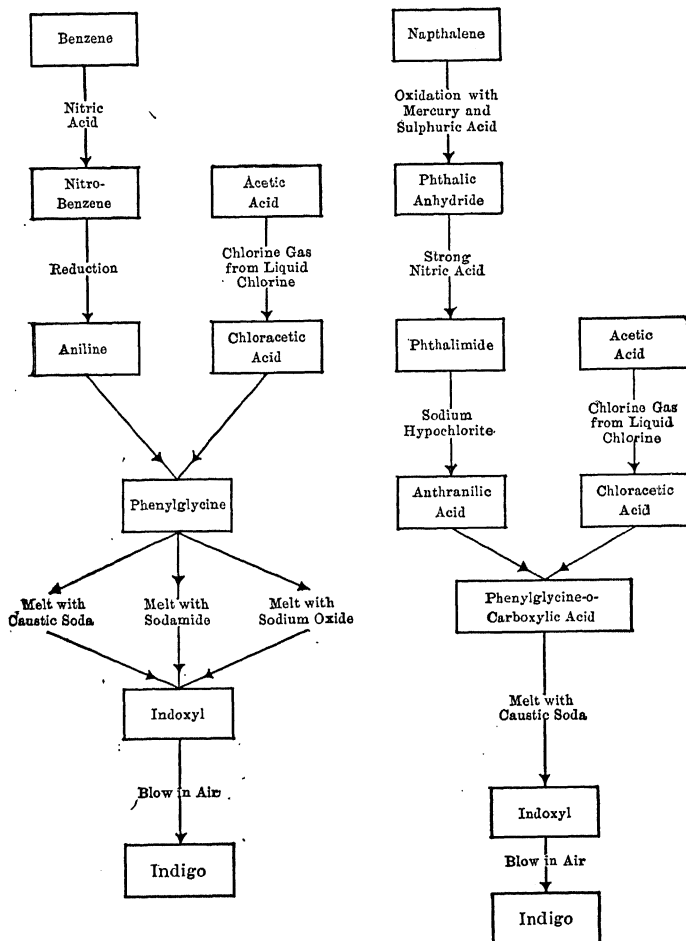 Benzene
Nitric
Acid
Nitro-
Benzene
Reduction
Aniline
Acetic
Acid
Chlorine Gas
from Liquid
Chlorine
Chloracetic
Acid
Phenylglycine
Melt with
Caustic Soda
Melt with
Sodamide
Melt with
Sodium Oxide
Indoxyl
Blow in Air
Indigo
Napthalene
Oxidation with
Mercury and
Sulphuric Acid
Phthalic
Anhydride
Strong
Nitric Acid
Phthalimide
Sodium
Hypochlorite
Anthranilic
Acid
Acetic
Acid
Chlorine Gas
from Liquid
Chlorine
Chloracetic
Acid
Phenylglycine-o-
Carboxylic Acid
Melt with
Caustic Soda
Indoxyl
Blow in Air
Indigo